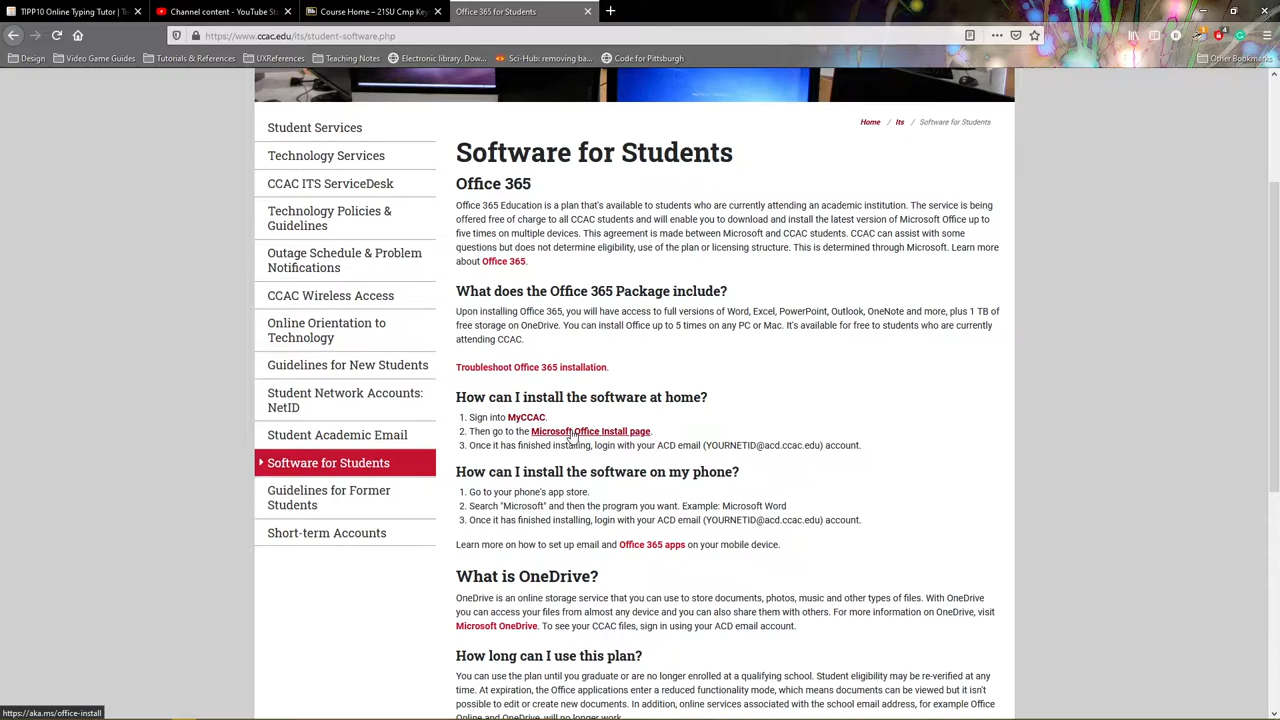 TIPP10 Online Typing Tutor | T
Channel content - YouTube St
Course Home – 21SU Cmp Key
Office 365 for Students
https://www.ccac.edu/its/student-software.php
Design
Video Game Guides
Tutorials & References
UXReferences
Teaching Notes
Electronic library. Dow...
Sci-Hub: removing ba...
Code for Pittsburgh
Other Bookmarks
Home / Its / Software for Students
Student Services
Technology Services
CCAC ITS ServiceDesk
Technology Policies &
Guidelines
Outage Schedule & Problem
Notifications
CCAC Wireless Access
Online Orientation to
Technology
Guidelines for New Students
Student Network Accounts:
NetID
Student Academic Email
Software for Students
Guidelines for Former
Students
Short-term Accounts
Software for Students
Office 365
Office 365 Education is a plan that's available to students who are currently attending an academic institution. The service is being
offered free of charge to all CCAC students and will enable you to download and install the latest version of Microsoft Office up to
five times on multiple devices. This agreement is made between Microsoft and CCAC students. CCAC can assist with some
questions but does not determine eligibility, use of the plan or licensing structure. This is determined through Microsoft. Learn more
about Office 365.
What does the Office 365 Package include?
Upon installing Office 365, you will have access to full versions of Word, Excel, PowerPoint, Outlook, OneNote and more, plus 1 TB of
free storage on OneDrive. You can install Office up to 5 times on any PC or Mac. It's available for free to students who are currently
attending CCAC.
Troubleshoot Office 365 installation.
How can I install the software at home?
1. Sign into MyCCAC.
2. Then go to the Microsoft Office Install page.
3. Once it has finished installing, login with your ACD email (YOURNETID@acd.ccac.edu) account.
How can I install the software on my phone?
1. Go to your phone's app store.
2. Search "Microsoft" and then the program you want. Example: Microsoft Word
3. Once it has finished installing, login with your ACD email (YOURNETID@acd.ccac.edu) account.
Learn more on how to set up email and Office 365 apps on your mobile device.
What is OneDrive?
OneDrive is an online storage service that you can use to store documents, photos, music and other types of files. With OneDrive
you can access your files from almost any device and you can also share them with others. For more information on OneDrive, visit
Microsoft OneDrive. To see your CCAC files, sign in using your ACD email account.
How long can I use this plan?
You can use the plan until you graduate or are no longer enrolled at a qualifying school. Student eligibility may be re-verified at any
time. At expiration, the Office applications enter a reduced functionality mode, which means documents can be viewed but it isn't
possible to edit or create new documents. In addition, online services associated with the school email address, for example Office
Online and OneDrive, will no longer work.
https://aka.ms/office-install